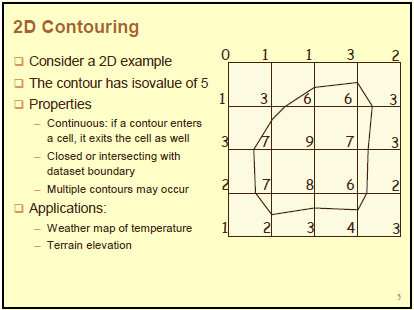 2D Contouring
Consider a 2D example
The contour has isovalue of 5
Properties
– Continuous: if a contour enters
a cell, it exits the cell as well
– Closed or intersecting with
dataset boundary
– Multiple contours may occur
Applications:
– Weather map of temperature
– Terrain elevation
0 1 1 3 2
1 3 6 6 3
3 7 9 7 3
2 7 8 6 2
1 2 3 4 3
5